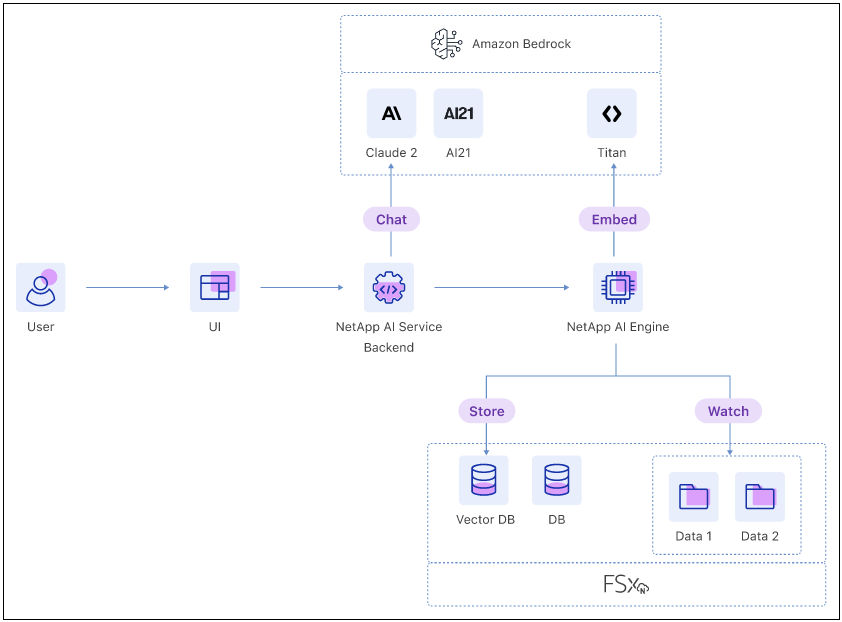 Amazon Bedrock
A\
AI21
Claude 2
AI21
Titan
Chat
Embed
User
UI
NetApp AI Service
Backend
NetApp AI Engine
Store
Watch
Vector DB
DB
Data 1
Data 2
FSx
N